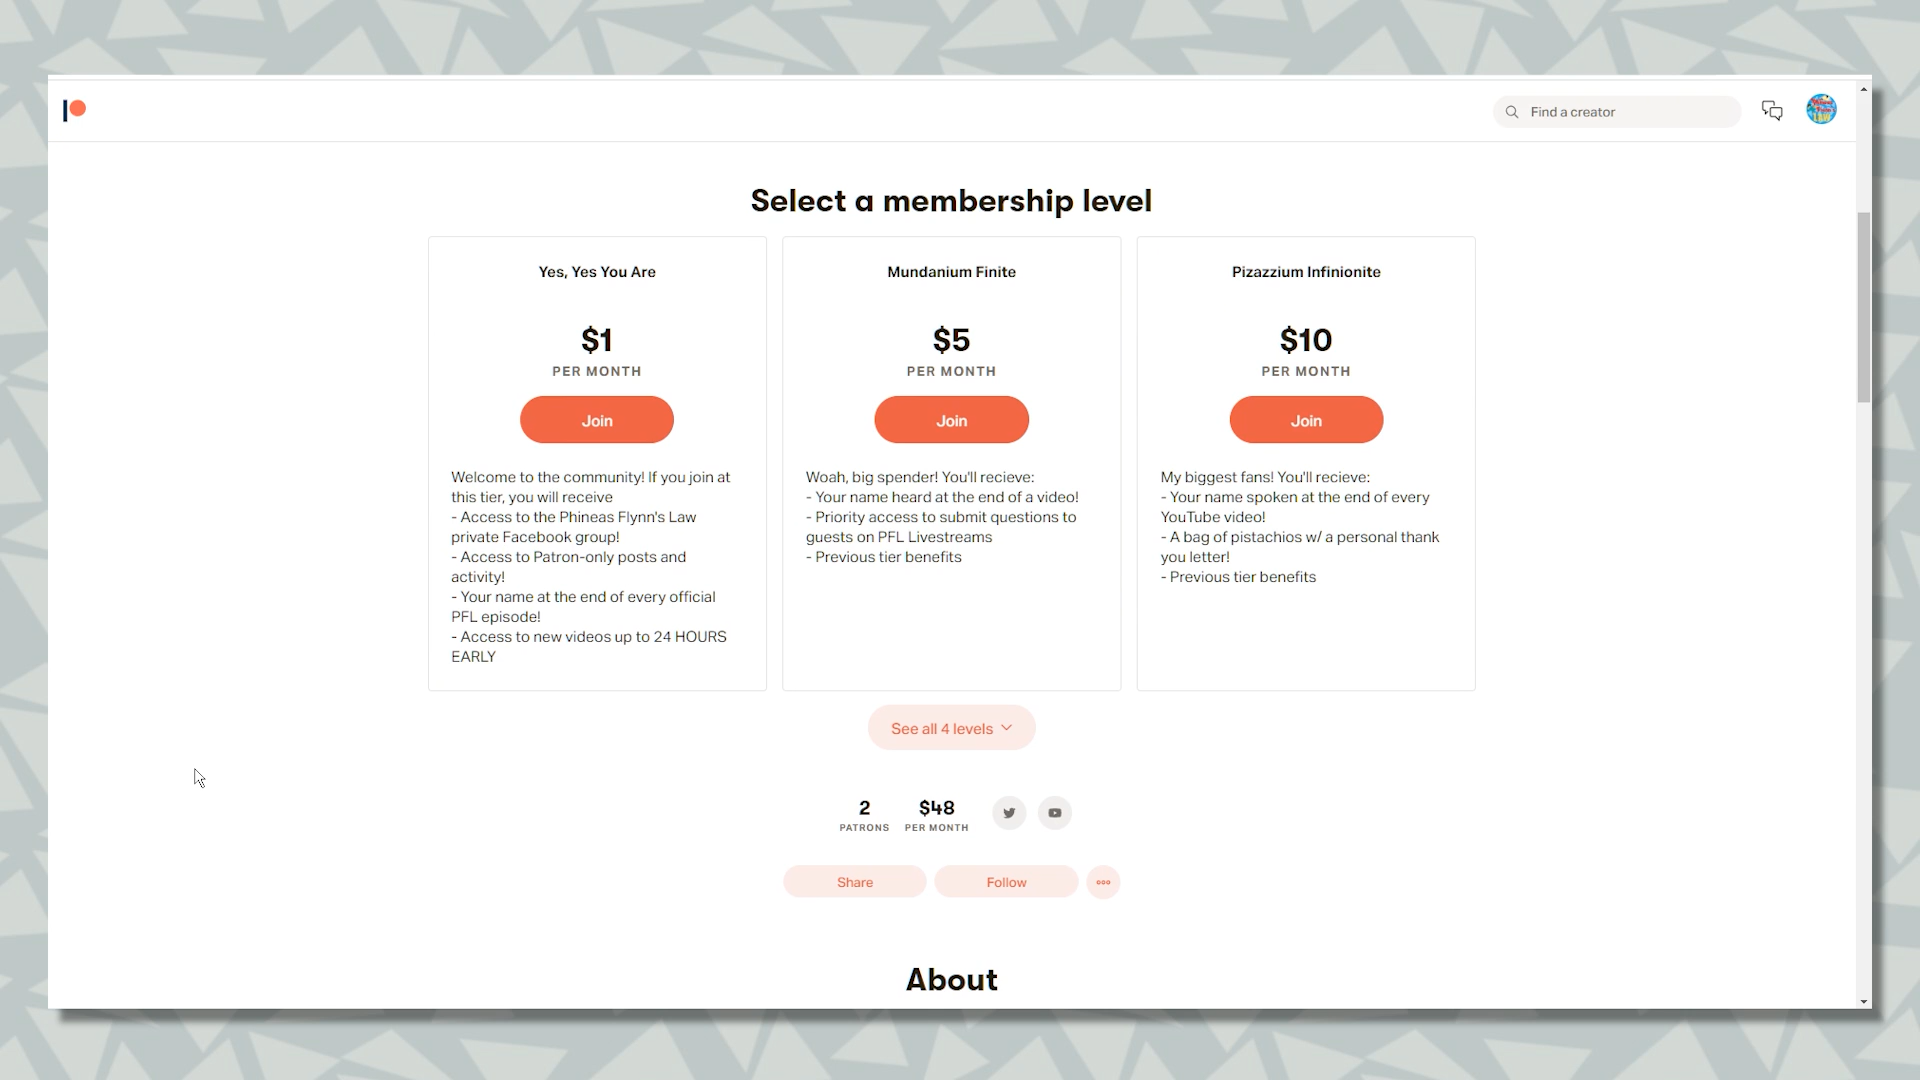 Find a creator
Select a membership level
Yes, Yes You Are
$1
PER MONTH
Join
Welcome to the community! If you join at
this tier, you will receive
- Access to the Phineas Flynn's Law
private Facebook group!
- Access to Patron-only posts and
activity!
- Your name at the end of every official
PFL episode!
- Access to new videos up to 24 HOURS
EARLY
Mundanium Finite
$5
PER MONTH
Join
Woah, big spender! You'll recieve:
- Your name heard at the end of a video!
- Priority access to submit questions to
guests on PFL Livestreams
- Previous tier benefits
Pizazzium Infinionite
$10
PER MONTH
Join
My biggest fans! You'll recieve:
- Your name spoken at the end of every
YouTube video!
- A bag of pistachios w/ a personal thank
you letter!
- Previous tier benefits
See all 4 levels
2
PATRONS
$48
PER MONTH
Share
Follow
About